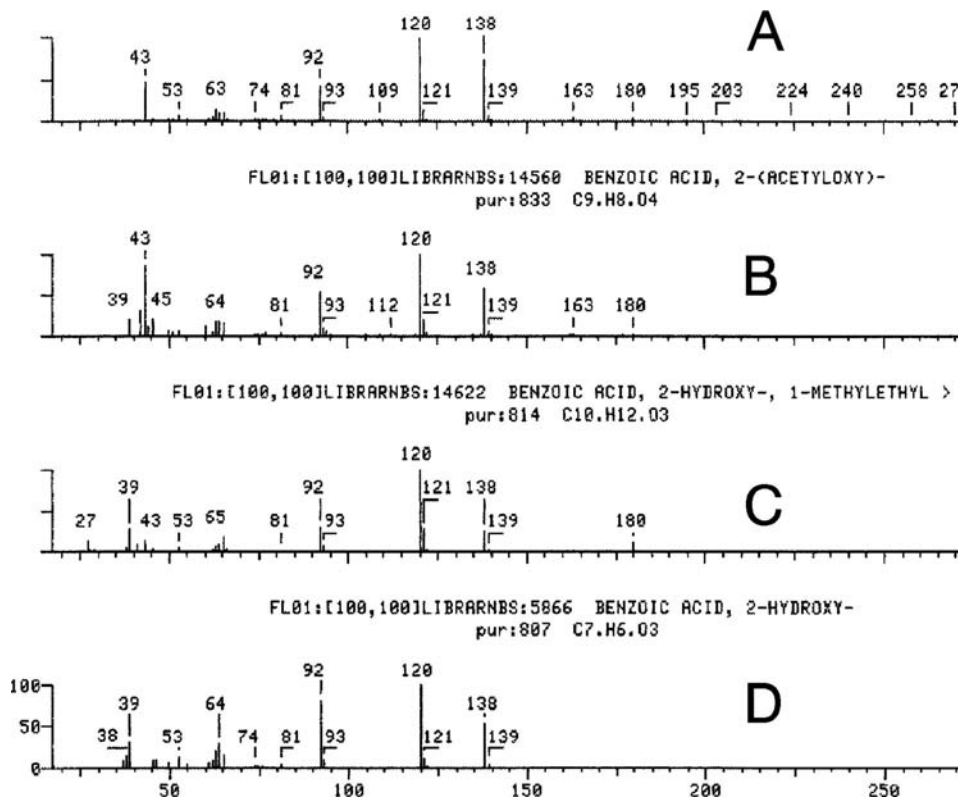 120 138
43 92
53 63 74 81 93 109 121 139 163 180 195 203 224 240 258 27
A
FL01:[100,100]LIBRARNBS:14560 BENZOIC ACID, 2-(ACETYLOXY)-
pur:833 C9.H8.O4
43 120
92 138
39 45 64 81 93 112 121 139 163 180
B
FL01:[100,100]LIBRARNBS:14622 BENZOIC ACID, 2-HYDROXY-, 1-METHYLETHYL >
pur:814 C10.H12.O3
120
39 92 121 138
27 43 53 65 81 93 139 180
C
FL01:[100,100]LIBRARNBS:5866 BENZOIC ACID, 2-HYDROXY-
pur:807 C7.H6.O3
92 120
100 39 64 138
50 38 53 74 81 93 121 139
D
0
50 100 150 200 250